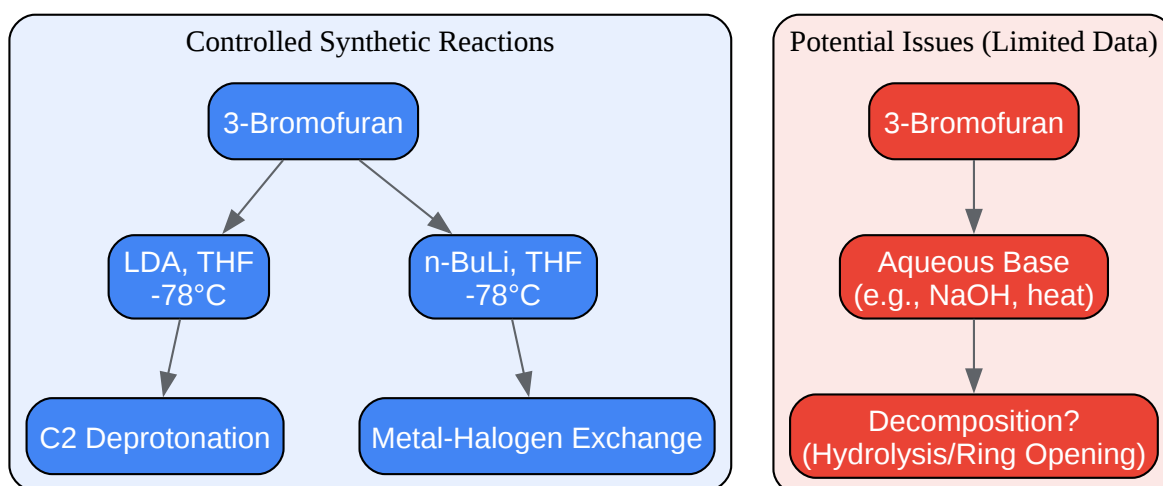 Controlled Synthetic Reactions
3-Bromofuran
LDA, THF
-78°C
n-BuLi, THF
-78°C
C2 Deprotonation
Metal-Halogen Exchange
Potential Issues (Limited Data)
3-Bromofuran
Aqueous Base
(e.g., NaOH, heat)
Decomposition?
(Hydrolysis/Ring Opening)